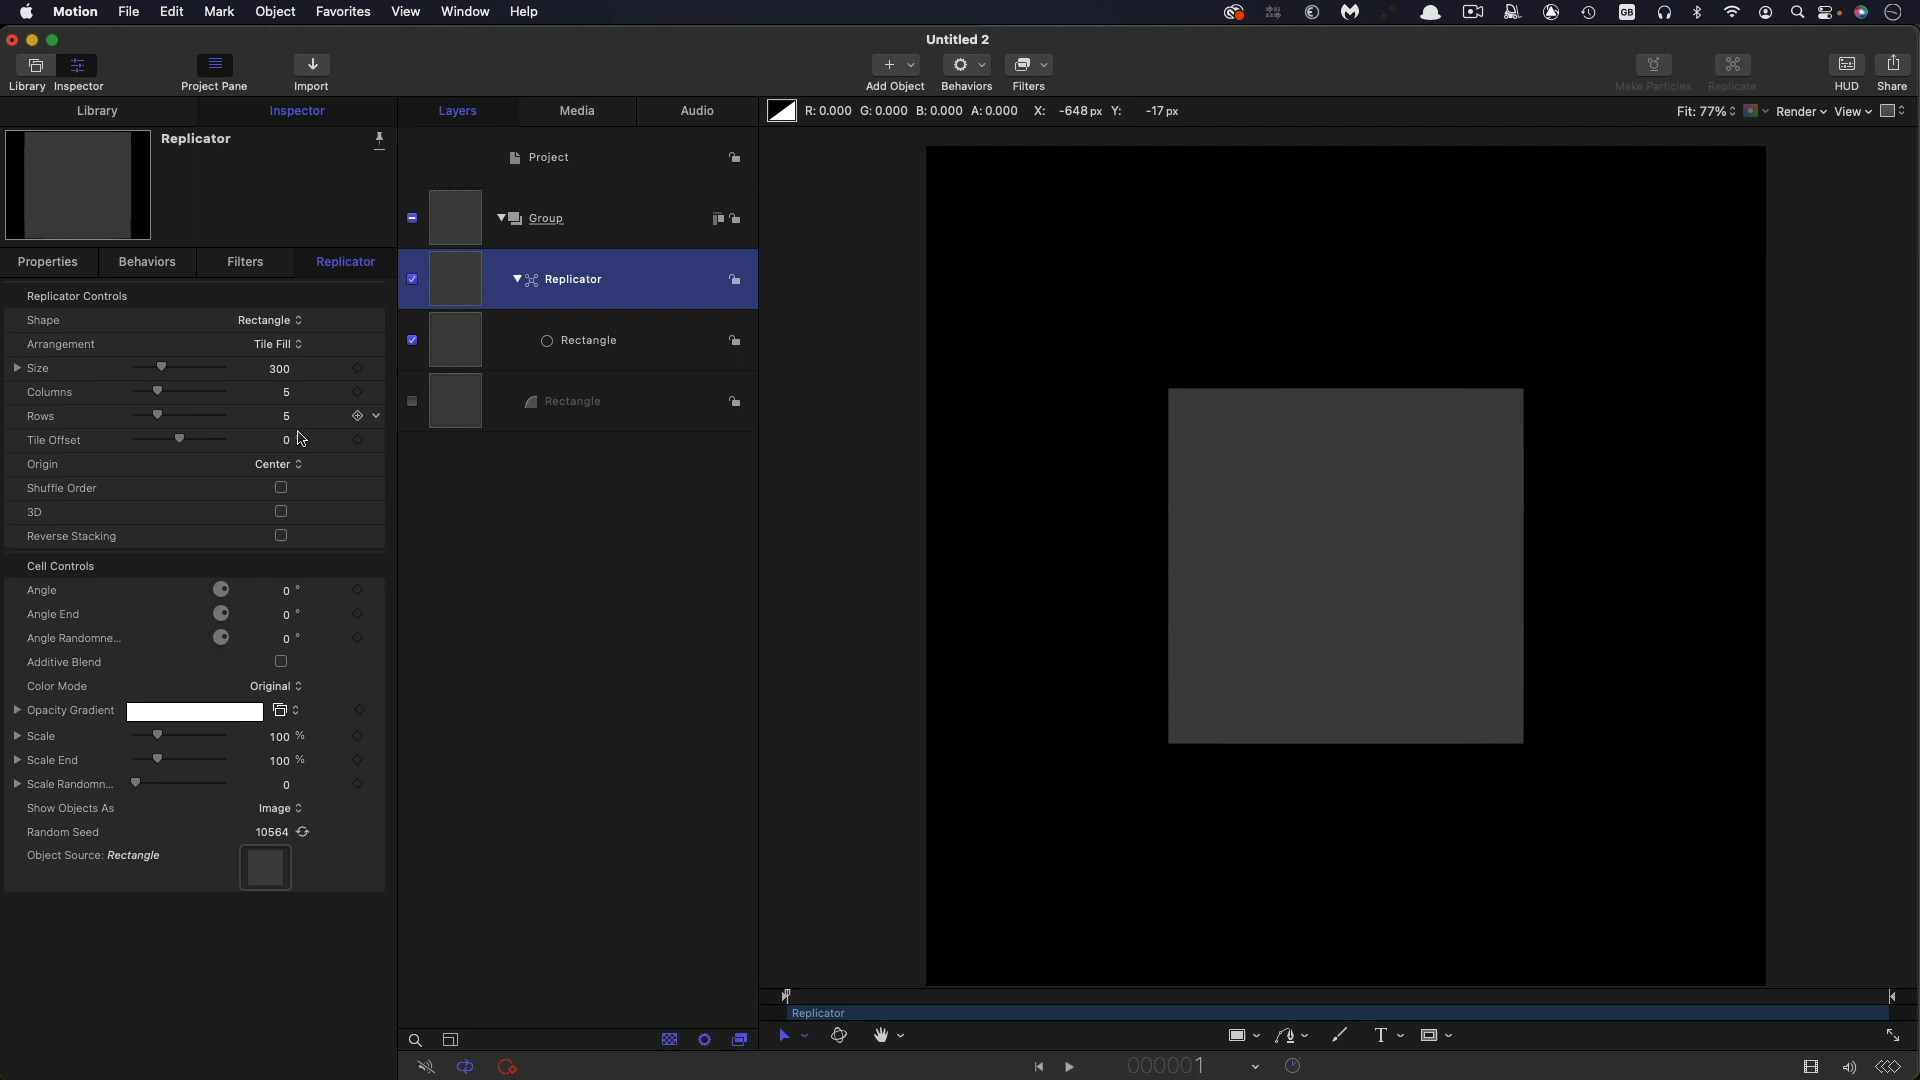 Motion File Edit Mark Object Favorites View Window Help
GB
Untitled 2
Library Inspector Project Pane Import Add Object Behaviors Filters Make Particles Replicate HUD Share
Library Inspector Layers Media Audio R: 0.000 G: 0.000 B: 0.000 A: 0.000 X: -648 px Y: -17 px Fit: 77% Render View
Replicator
Project
Group
Properties Behaviors Filters Replicator
Replicator
Replicator Controls
Shape Rectangle
Rectangle
Arrangement Tile Fill
Size 300
Columns 5
Rectangle
Rows 5
Tile Offset 0
Origin Center
Shuffle Order
3D
Reverse Stacking
Cell Controls
Angle 0 °
Angle End 0 °
Angle Randomne... 0 °
Additive Blend
Color Mode Original
Opacity Gradient
Scale 100 %
Scale End 100 %
Scale Randomn... 0
Show Objects As Image
Random Seed 10564
Object Source: Rectangle
Replicator
T
000001